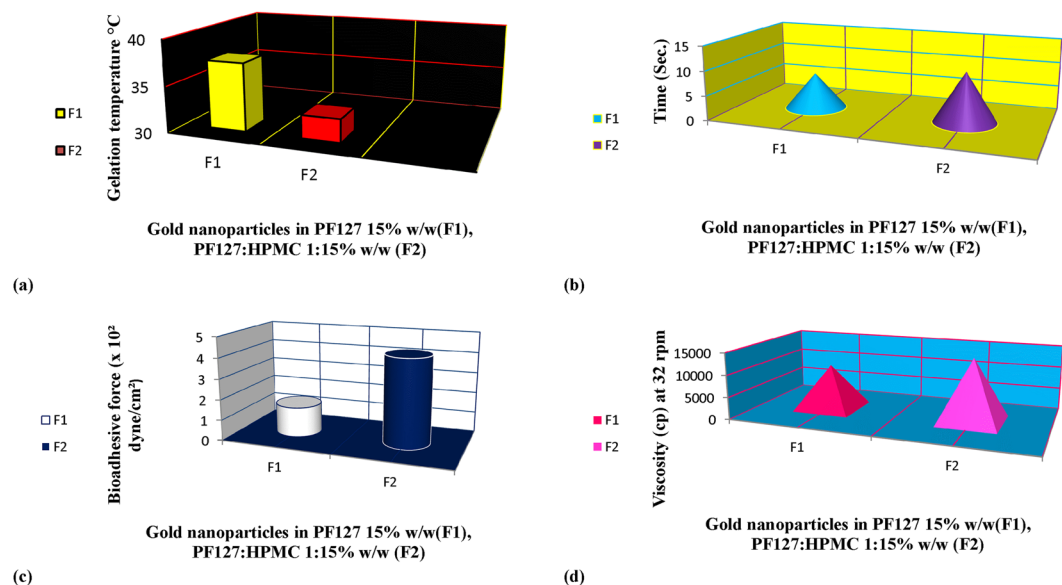 Gelation temperature °C
40
35
30
F1
F2
F1
F2
Gold nanoparticles in PF127 15% w/w(F1),
PF127:HPMC 1:15% w/w (F2)
(a)
Time (Sec.)
15
10
5
0
F1
F2
F1
F2
Gold nanoparticles in PF127 15% w/w(F1),
PF127:HPMC 1:15% w/w (F2)
(b)
Bioadhesive force (x 10²
dyne/cm²)
5
4
3
2
1
0
F1
F2
F1
F2
Gold nanoparticles in PF127 15% w/w(F1),
PF127:HPMC 1:15% w/w (F2)
(c)
Viscosity (cp) at 32 rpm
15000
10000
5000
0
F1
F2
F1
F2
Gold nanoparticles in PF127 15% w/w(F1),
PF127:HPMC 1:15% w/w (F2)
(d)